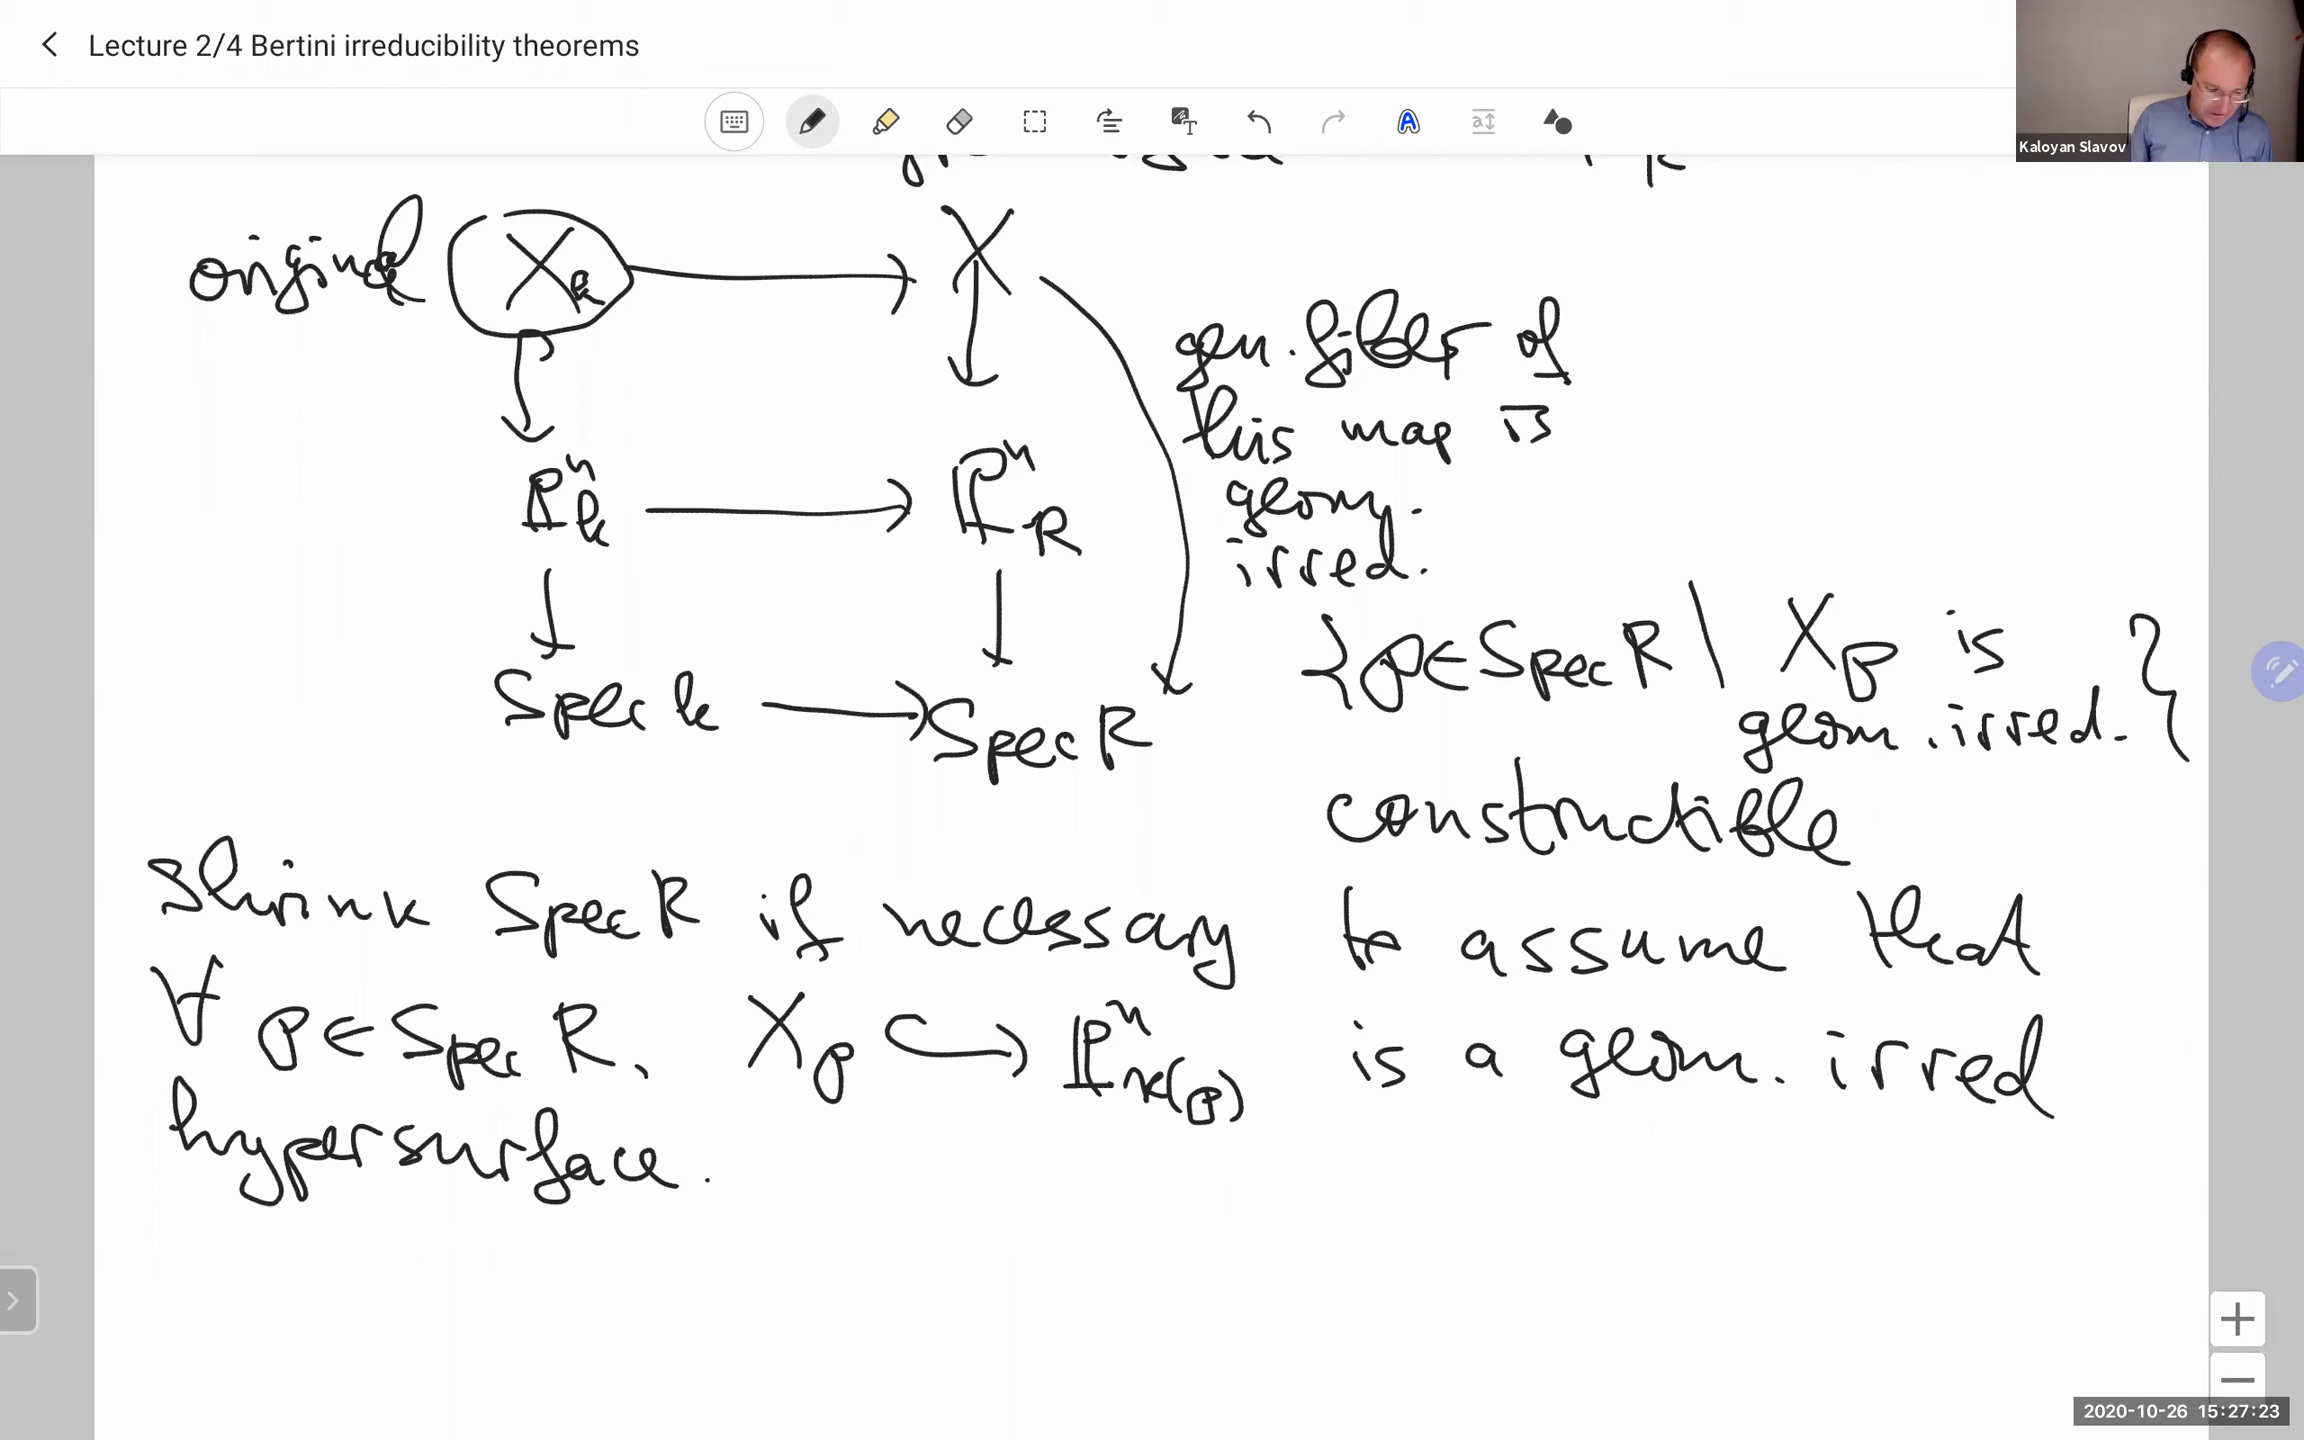 Lecture 2/4 Bertini irreducibility theorems
Kaloyan Slavov
original X_k → X
gen. fiber of
this map is
geom.
irred.
ℙ^n_k → ℙ^n_R
Spec k → Spec R
{℘ ∈ Spec R | X_℘ is
geom. irred. }
constructible
Shrink Spec R if necessary to assume that
∀ ℘ ∈ Spec R, X_℘ ↪ ℙ^n_κ(℘) is a geom. irred
hypersurface.
2020-10-26 15:27:23